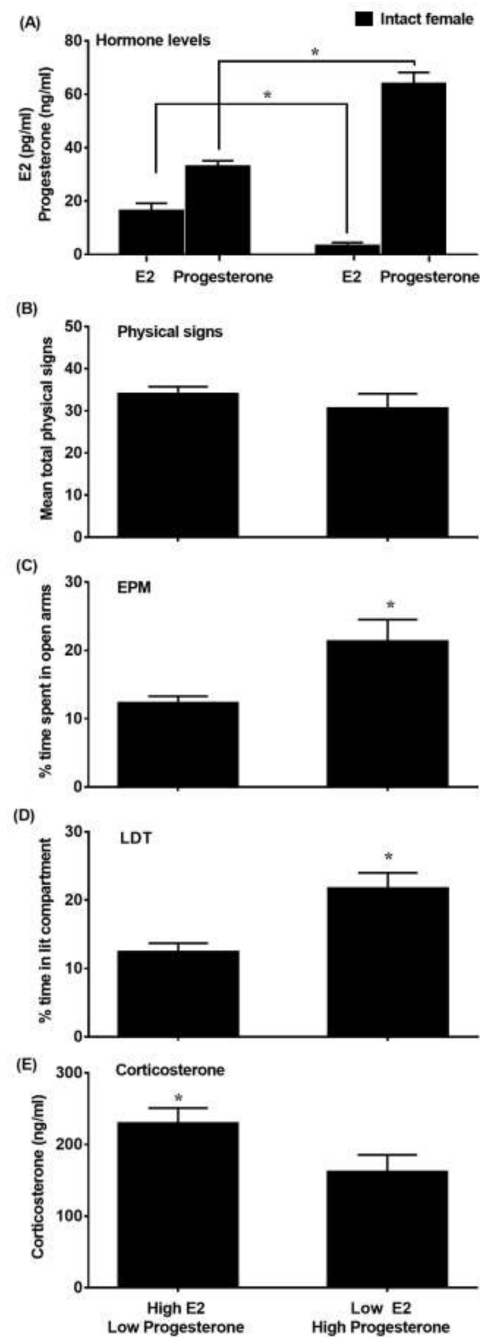 (A)
Intact female
Hormone levels
*
*
E2 (pg/ml)
Progesterone (ng/ml)
80
60
40
20
0
E2 Progesterone E2 Progesterone
(B)
Physical signs
Mean total physical signs
50
40
30
20
10
0
(C)
EPM
*
% time spent in open arms
30
20
10
0
(D)
LDT
*
% time in lit compartment
30
20
10
0
(E)
Corticosterone
*
Corticosterone (ng/ml)
300
200
100
0
High E2
Low Progesterone
Low E2
High Progesterone